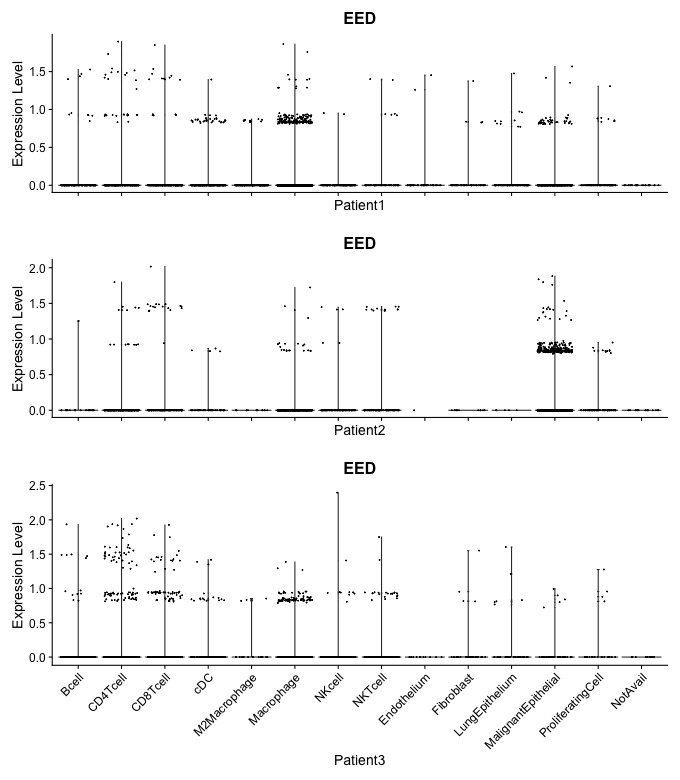 EED
Expression Level
1.5
1.0
0.5
0.0
Patient1
EED
Expression Level
2.0
1.5
1.0
0.5
0.0
Patient2
EED
Expression Level
2.5
2.0
1.5
1.0
0.5
0.0
Bcell
CD4Tcell
CD8Tcell
cDC
M2Macrophage
Macrophage
NKcell
NKTcell
Endothelium
Fibroblast
LungEpithelium
MalignantEpithelial
ProliferatingCell
NotAvail
Patient3